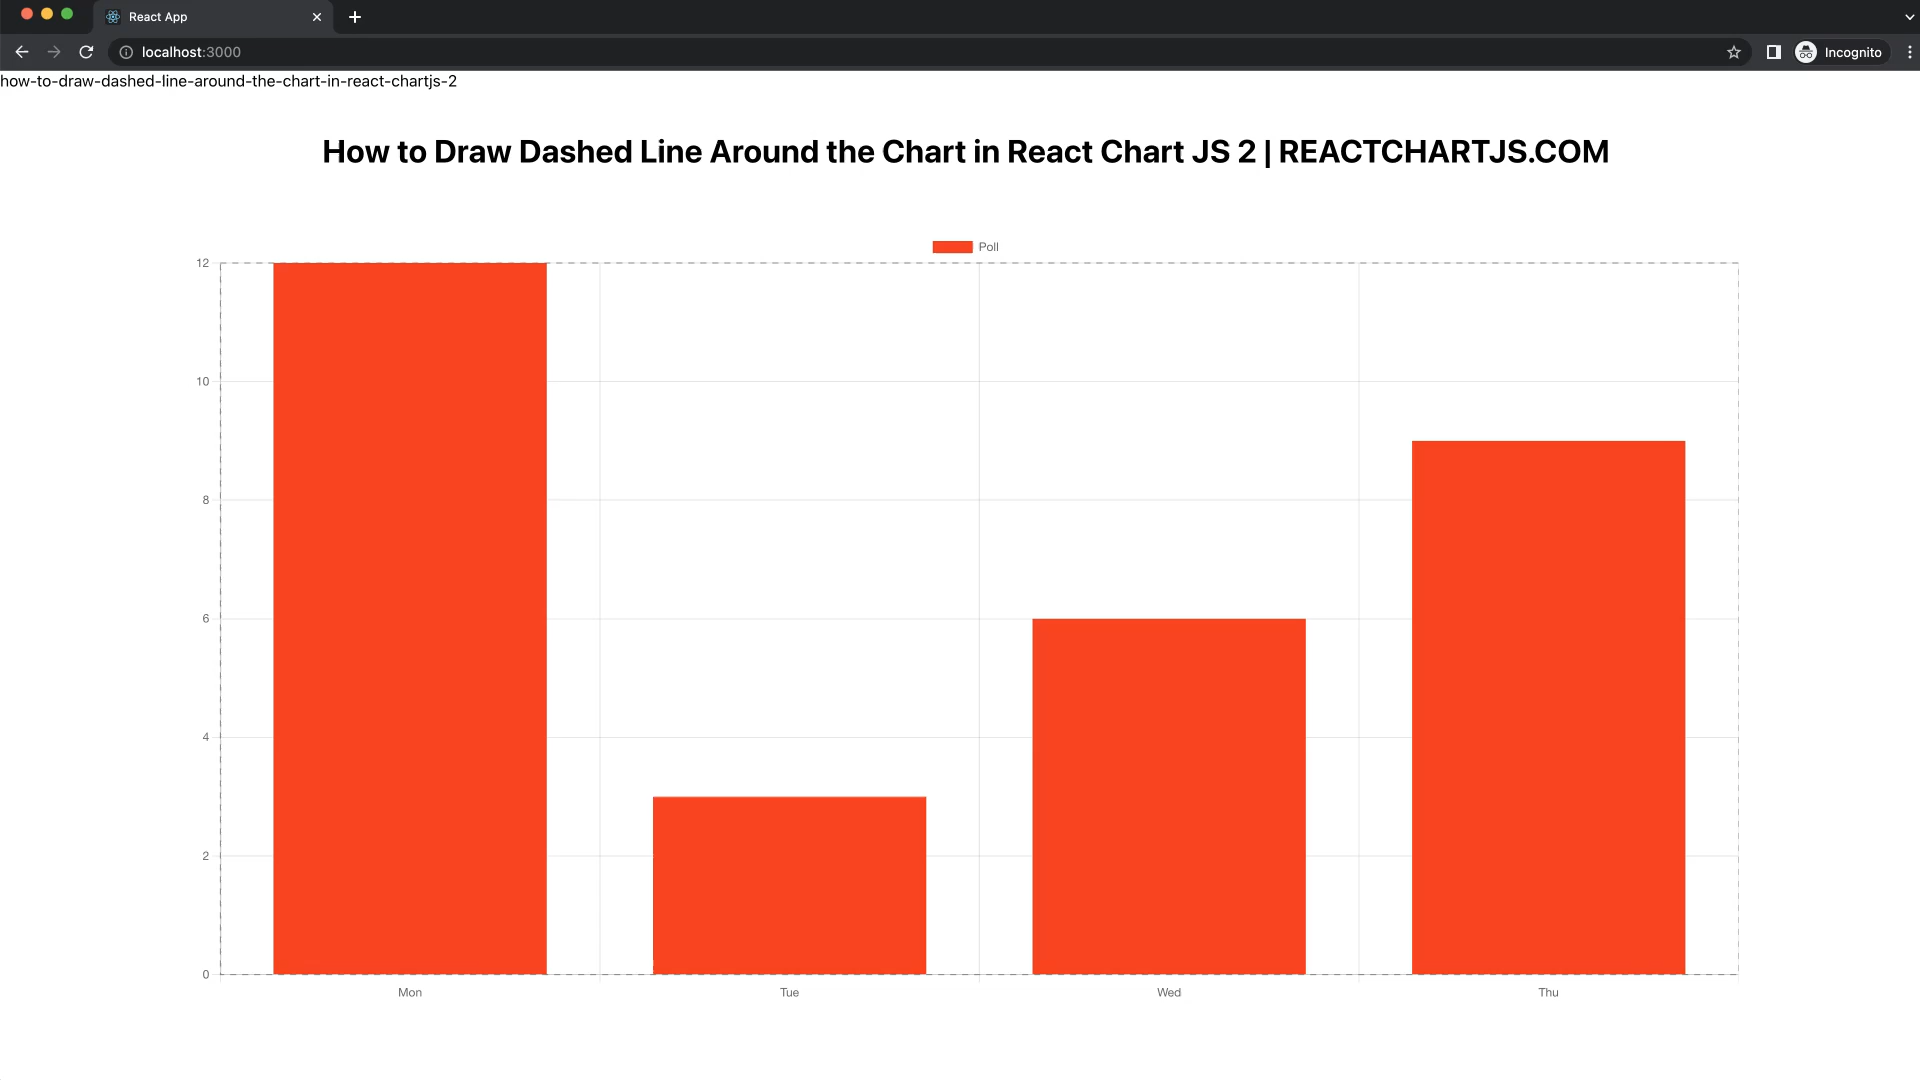 React App
localhost:3000
Incognito
how-to-draw-dashed-line-around-the-chart-in-react-chartjs-2
How to Draw Dashed Line Around the Chart in React Chart JS 2 | REACTCHARTJS.COM
Poll
12
10
8
6
4
2
0
Mon Tue Wed Thu